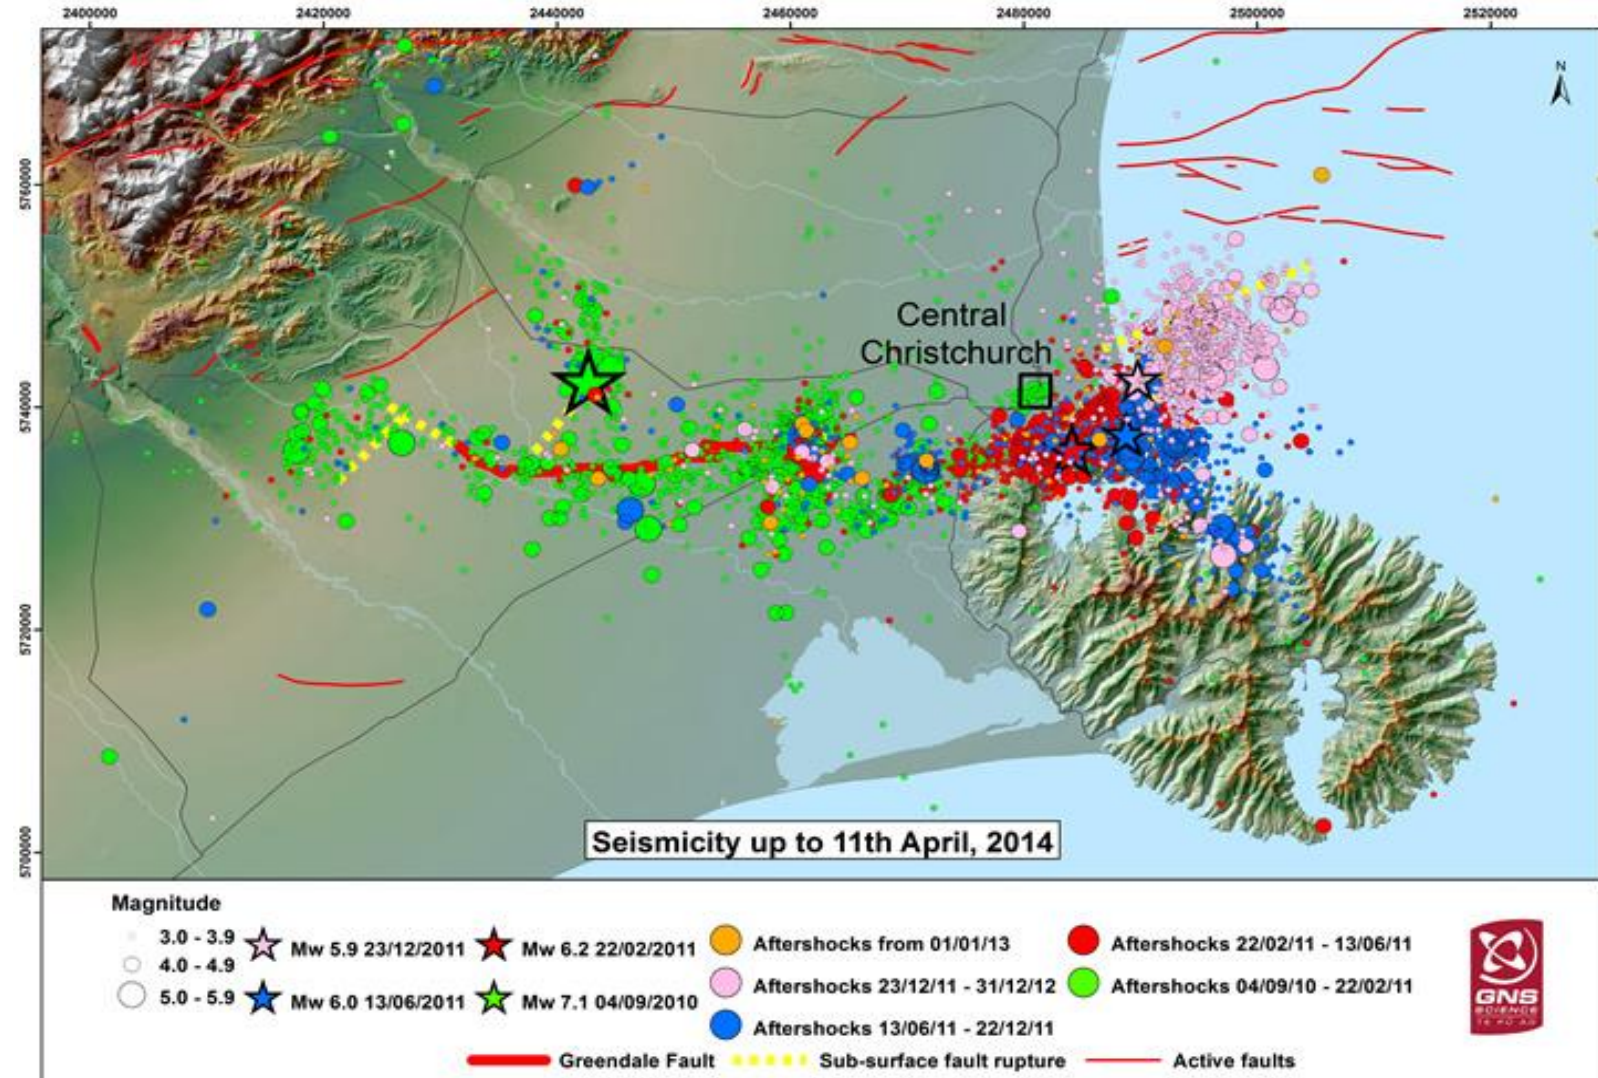 2400000 2420000 2440000 2460000 2480000 2500000 2520000
N
5760000
5740000
5720000
5700000
Central
Christchurch
Seismicity up to 11th April, 2014
Magnitude
3.0 - 3.9
4.0 - 4.9
5.0 - 5.9
Mw 5.9 23/12/2011
Mw 6.0 13/06/2011
Mw 6.2 22/02/2011
Mw 7.1 04/09/2010
Aftershocks from 01/01/13
Aftershocks 23/12/11 - 31/12/12
Aftershocks 13/06/11 - 22/12/11
Aftershocks 22/02/11 - 13/06/11
Aftershocks 04/09/10 - 22/02/11
Greendale Fault
Sub-surface fault rupture
Active faults
GNS
SCIENCE